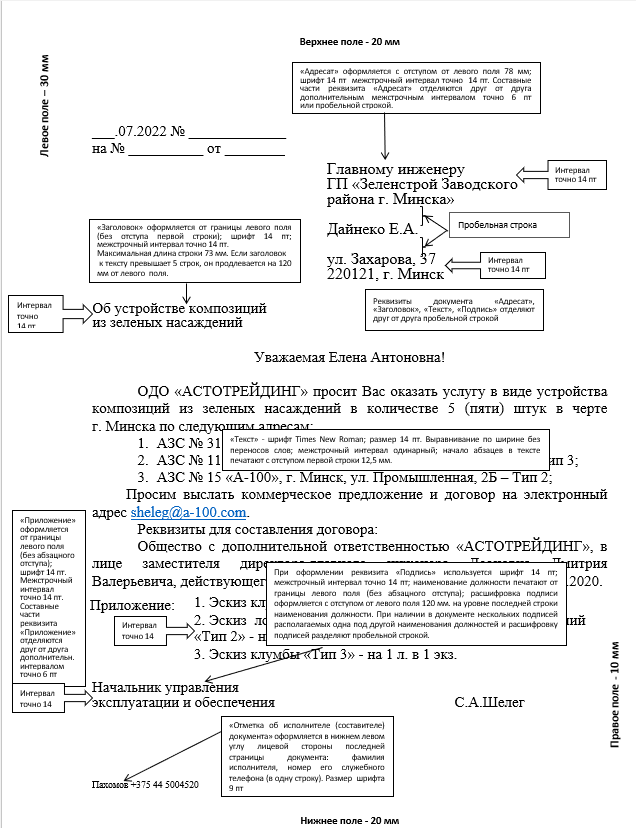 Верхнее поле - 20 мм
Левое поле – 30 мм
«Адресат» оформляется с отступом от левого поля 78 мм;
шрифт 14 пт межстрочный интервал точно 14 пт. Составные
части реквизита «Адресат» отделяются друг от друга
дополнительным межстрочным интервалом точно 6 пт
или пробельной строкой.
___.07.2022 № _____________
на № __________ от ________
Главному инженеру
ГП «Зеленстрой Заводского
района г. Минска»
Интервал
точно 14 пт
Дайнеко Е.А.
Пробельная строка
ул. Захарова, 37
220121, г. Минск
Интервал
точно 14 пт
«Заголовок» оформляется от границы левого поля
(без отступа первой строки); шрифт 14 пт;
межстрочный интервал точно 14 пт.
Максимальная длина строки 73 мм. Если заголовок
к тексту превышает 5 строк, он продлевается на 120
мм от левого поля.
Реквизиты документа «Адресат»,
«Заголовок», «Текст», «Подпись» отделяют
друг от друга пробельной строкой
Интервал
точно
14 пт
Об устройстве композиций
из зеленых насаждений
Уважаемая Елена Антоновна!
ОДО «АСТОТРЕЙДИНГ» просит Вас оказать услугу в виде устройства
композиций из зеленых насаждений в количестве 5 (пяти) штук в черте
г. Минска по следующим адресам:
1. АЗС № 31
«Текст» - шрифт Times New Roman; размер 14 пт. Выравнивание по ширине без
переносов слов; межстрочный интервал одинарный; начало абзацев в тексте
печатают с отступом первой строки 12,5 мм.
2. АЗС № 11 ип 3;
3. АЗС № 15 «А-100», г. Минск, ул. Промышленная, 2Б – Тип 2;
Просим выслать коммерческое предложение и договор на электронный
адрес sheleg@a-100.com.
Реквизиты для составления договора:
Общество с дополнительной ответственностью «АСТОТРЕЙДИНГ», в
лице заместителя Дмитрия
Валерьевича, действующег .2020.
«Приложение»
оформляется
от границы
левого поля
(без абзацного
отступа);
шрифт 14 пт.
Межстрочный
интервал
точно 14 пт.
Составные
части
реквизита
«Приложение»
отделяются
друг от друга
дополнительн.
интервалом
точно 6 пт
При оформлении реквизита «Подпись» используется шрифт 14 пт;
межстрочный интервал точно 14 пт; наименование должности печатают от
границы левого поля (без абзацного отступа); расшифровка подписи
оформляется с отступом от левого поля 120 мм. на уровне последней строки
наименования должности. При наличии в документе нескольких подписей
располагаемых одна под другой наименования должностей и расшифровку
подписей разделяют пробельной строкой.
Приложение:
1. Эскиз кл
Интервал
точно 14
2. Эскиз ий
«Тип 2» - н
3. Эскиз клумбы «Тип 3» - на 1 л. в 1 экз.
Интервал
точно 14
Начальник управления
эксплуатации и обеспечения С.А.Шелег
Правое поле - 10 мм
«Отметка об исполнителе (составителе)
документа» оформляется в нижнем левом
углу лицевой стороны последней
страницы документа: фамилия
исполнителя, номер его служебного
телефона (в одну строку). Размер шрифта
9 пт
Пахомов +375 44 5004520
Нижнее поле - 20 мм